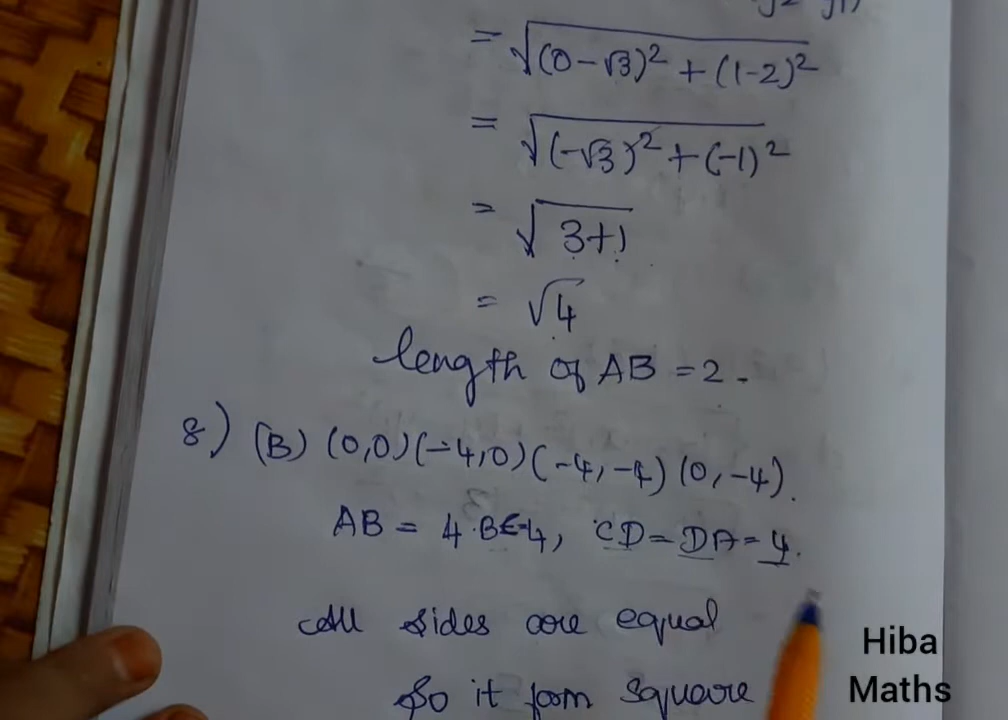 = √(0-√3)² + (1-2)²
= √(-√3)² + (-1)²
= √3+1
= √4
length of AB = 2.
8) (B) (0,0) (-4,0) (-4,-4) (0,-4).
AB = 4. BC=4, CD = DA = 4.
All sides are equal
So it form square
Hiba
Maths